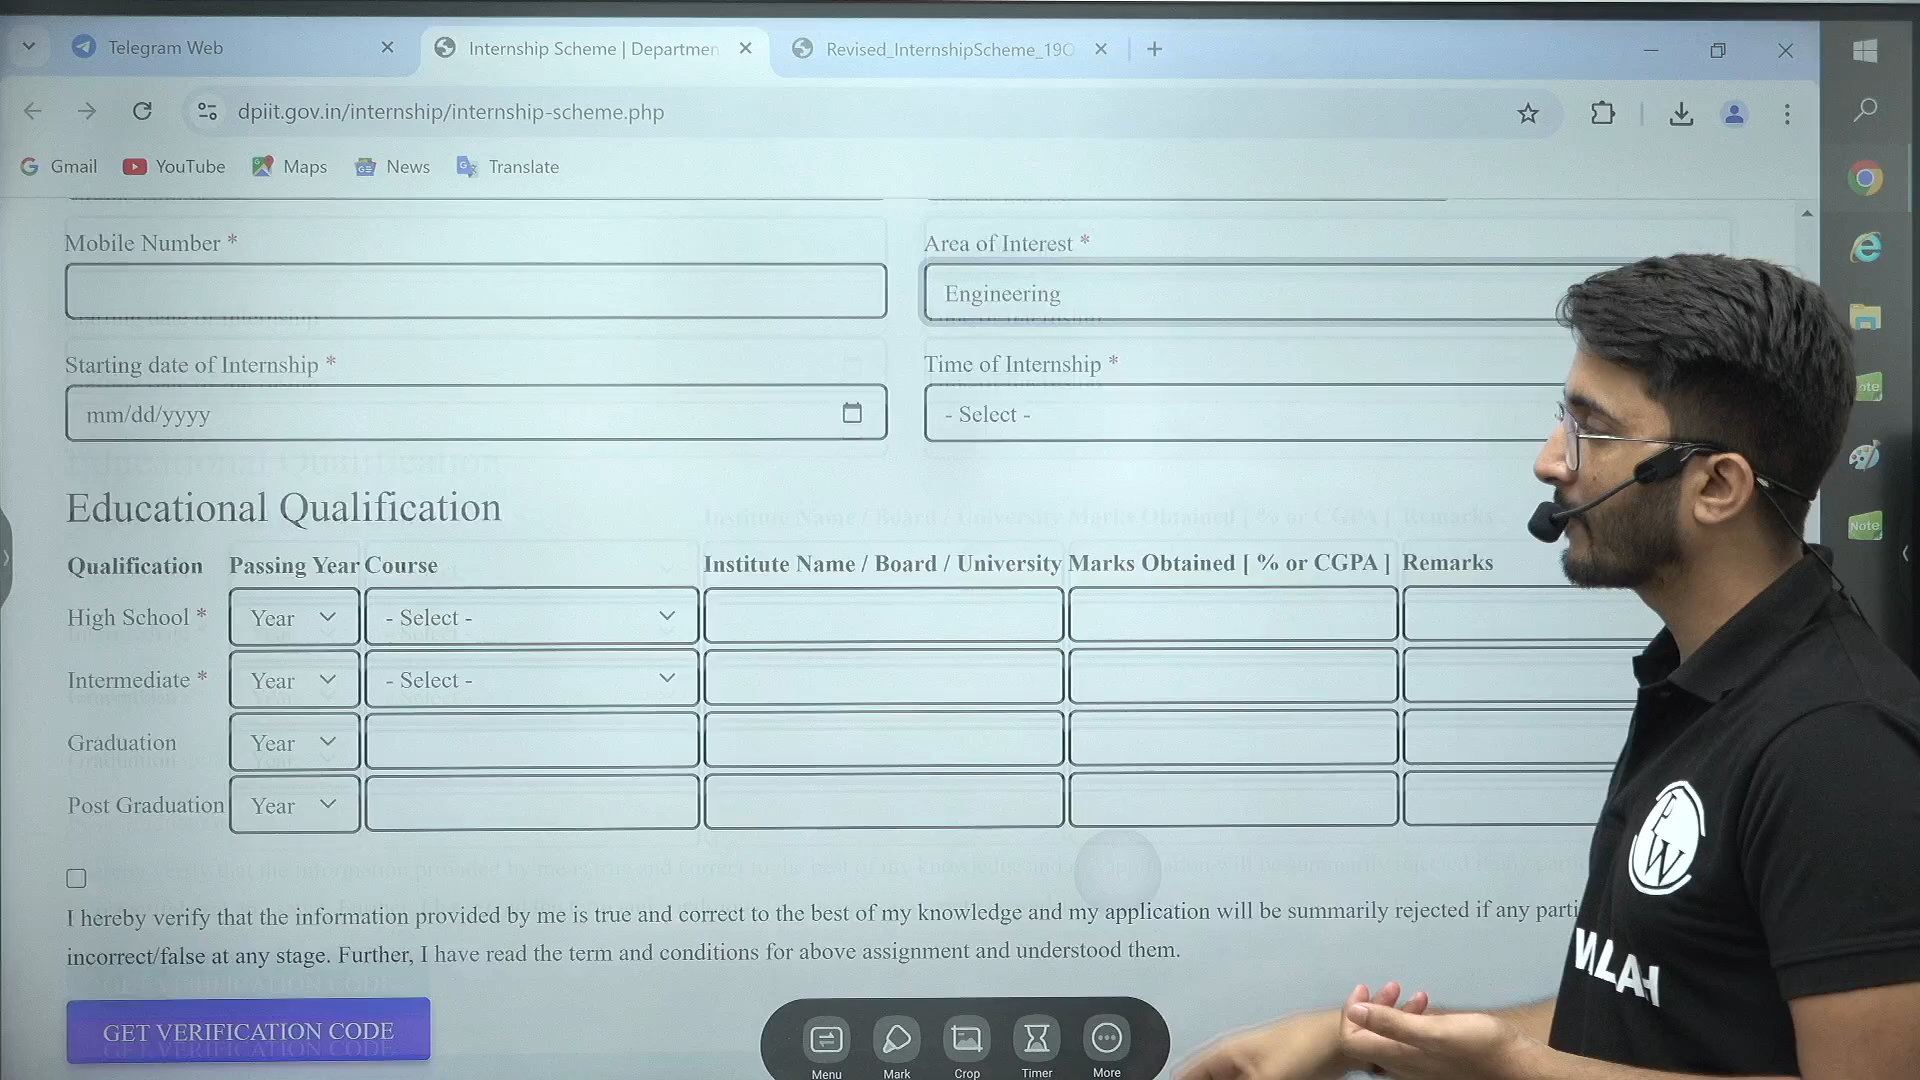 Telegram Web
Internship Scheme | Departmen
Revised_InternshipScheme_19O
dpiit.gov.in/internship/internship-scheme.php
Gmail YouTube Maps News Translate
Mobile Number * Area of Interest *
Engineering
Starting date of Internship * Time of Internship *
mm/dd/yyyy - Select -
Educational Qualification
Qualification Passing Year Course Institute Name / Board / University Marks Obtained [ % or CGPA ] Remarks
High School * Year - Select -
Intermediate * Year - Select -
Graduation Year
Post Graduation Year
I hereby verify that the information provided by me is true and correct to the best of my knowledge and my application will be summarily rejected if any parti
incorrect/false at any stage. Further, I have read the term and conditions for above assignment and understood them.
GET VERIFICATION CODE
Menu Mark Crop Timer More
Note
PW